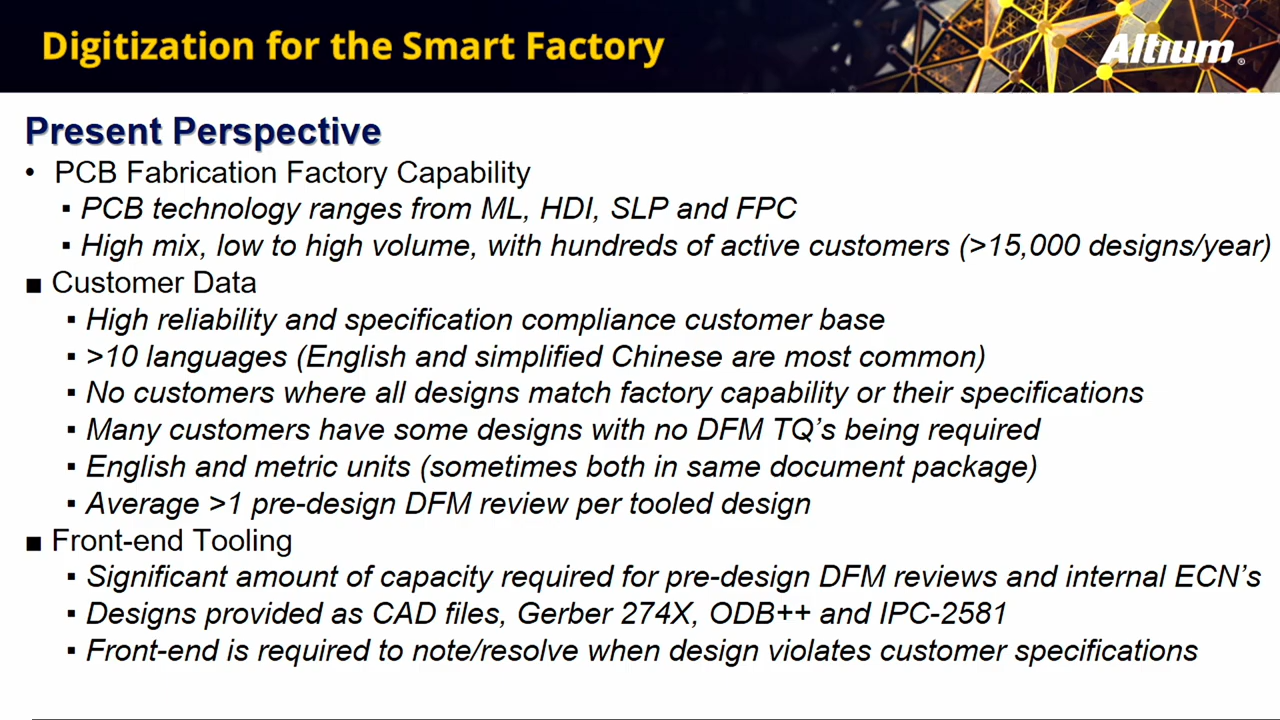 Digitization for the Smart Factory
Altium®
Present Perspective
• PCB Fabrication Factory Capability
▪ PCB technology ranges from ML, HDI, SLP and FPC
▪ High mix, low to high volume, with hundreds of active customers (>15,000 designs/year)
■ Customer Data
▪ High reliability and specification compliance customer base
▪ >10 languages (English and simplified Chinese are most common)
▪ No customers where all designs match factory capability or their specifications
▪ Many customers have some designs with no DFM TQ's being required
▪ English and metric units (sometimes both in same document package)
▪ Average >1 pre-design DFM review per tooled design
■ Front-end Tooling
▪ Significant amount of capacity required for pre-design DFM reviews and internal ECN's
▪ Designs provided as CAD files, Gerber 274X, ODB++ and IPC-2581
▪ Front-end is required to note/resolve when design violates customer specifications